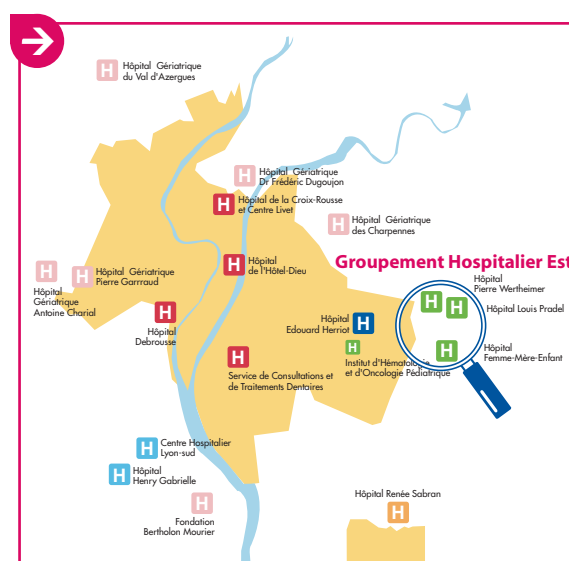 H Hôpital Gériatrique
du Val d'Azergues
H Hôpital Gériatrique
Dr Frédéric Dugoujon
H Hôpital de la Croix-Rousse
et Centre Livet
H Hôpital Gériatrique
des Charpennes
Groupement Hospitalier Est
H Hôpital
de l'Hôtel-Dieu
H
Hôpital
Gériatrique
Antoine Charial
H Hôpital Gériatrique
Pierre Garrraud
Hôpital
Pierre Wertheimer
H
H Hôpital Louis Pradel
H
Hôpital
Debrousse
Hôpital
Edouard Herriot H
H
Institut d'Hématologie
et d'Oncologie Pédiatrique
H Hôpital
Femme-Mère-Enfant
H
Service de Consultations et
de Traitements Dentaires
H Centre Hospitalier
Lyon-sud
H Hôpital
Henry Gabrielle
H
Fondation
Bertholon Mourier
Hôpital Renée Sabran
H